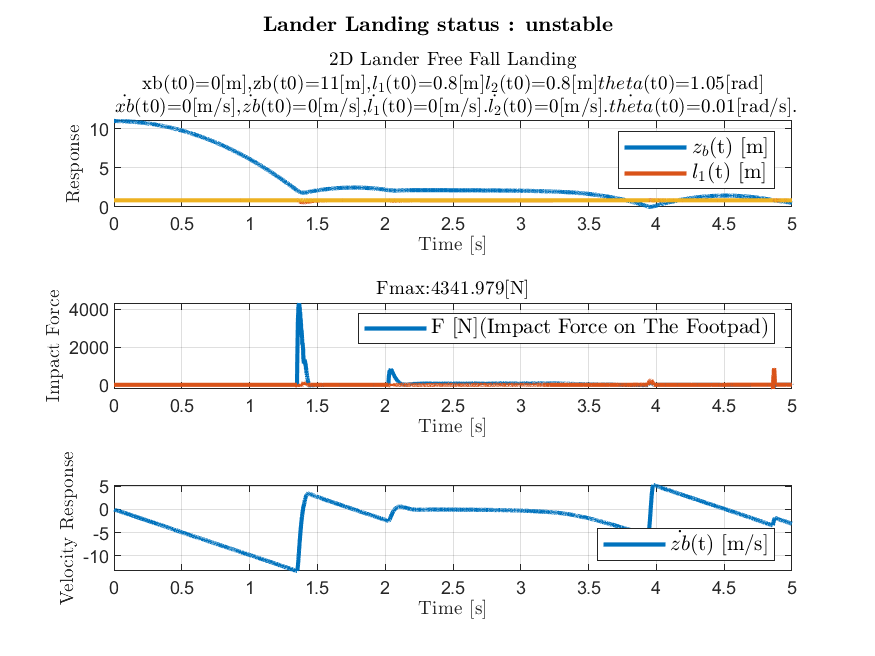 Lander Landing status : unstable
2D Lander Free Fall Landing
xb(t0)=0[m],zb(t0)=11[m],l₁(t0)=0.8[m]l₂(t0)=0.8[m]theta(t0)=1.05[rad]
ẋb(t0)=0[m/s],żb(t0)=0[m/s],l̇₁(t0)=0[m/s].l̇₂(t0)=0[m/s].thėta(t0)=0.01[rad/s].
Response
10
5
0
z_b(t) [m]
l₁(t) [m]
0 0.5 1 1.5 2 2.5 3 3.5 4 4.5 5
Time [s]
Fmax:4341.979[N]
Impact Force
4000
2000
0
F [N](Impact Force on The Footpad)
0 0.5 1 1.5 2 2.5 3 3.5 4 4.5 5
Time [s]
Velocity Response
5
0
-5
-10
żb(t) [m/s]
0 0.5 1 1.5 2 2.5 3 3.5 4 4.5 5
Time [s]